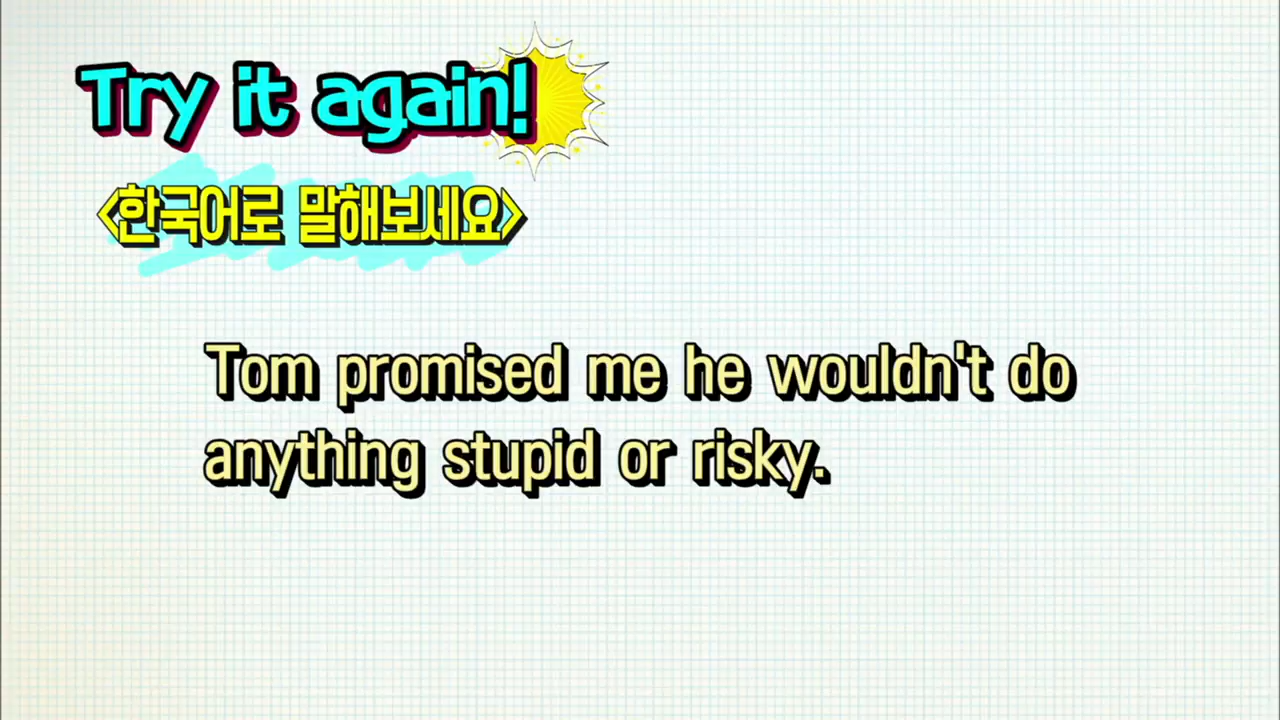 Try it again!
<한국어로 말해보세요>
Tom promised me he wouldn't do
anything stupid or risky.